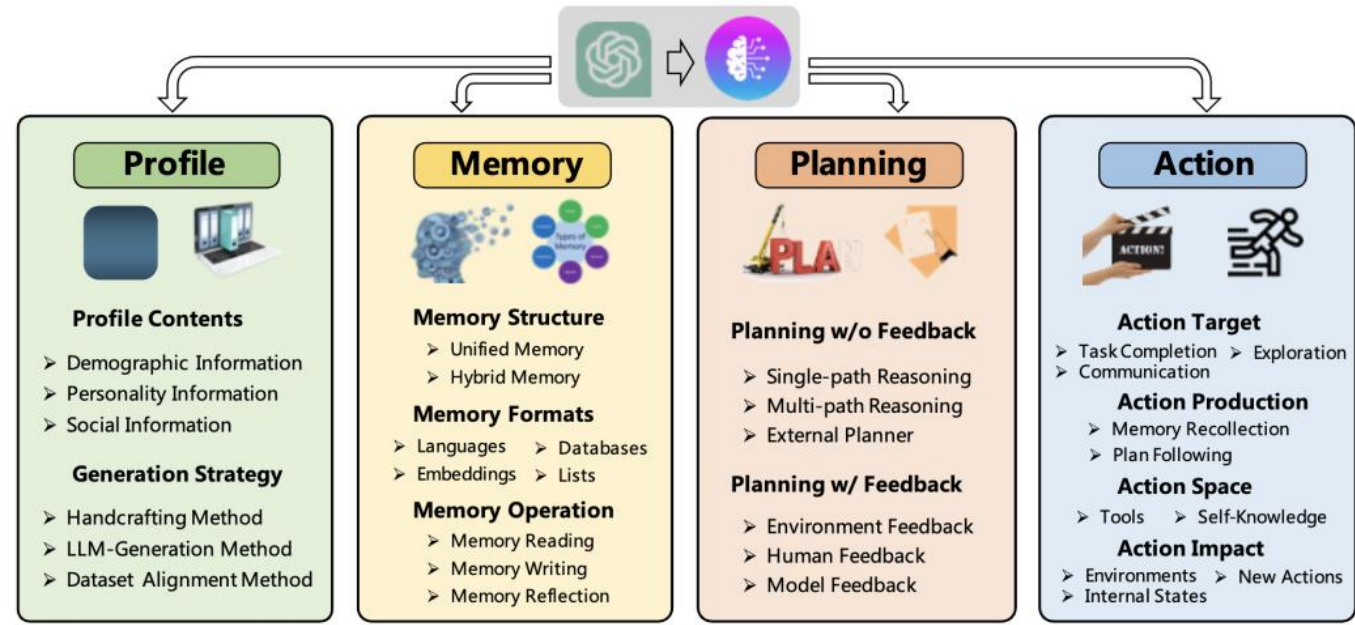 Profile
Profile Contents
➢ Demographic Information
➢ Personality Information
➢ Social Information
Generation Strategy
➢ Handcrafting Method
➢ LLM-Generation Method
➢ Dataset Alignment Method
Memory
Types of
Memory
Memory Structure
➢ Unified Memory
➢ Hybrid Memory
Memory Formats
➢ Languages ➢ Databases
➢ Embeddings ➢ Lists
Memory Operation
➢ Memory Reading
➢ Memory Writing
➢ Memory Reflection
Planning
PLAN
Planning w/o Feedback
➢ Single-path Reasoning
➢ Multi-path Reasoning
➢ External Planner
Planning w/ Feedback
➢ Environment Feedback
➢ Human Feedback
➢ Model Feedback
Action
ACTION!
Action Target
➢ Task Completion ➢ Exploration
➢ Communication
Action Production
➢ Memory Recollection
➢ Plan Following
Action Space
➢ Tools ➢ Self-Knowledge
Action Impact
➢ Environments ➢ New Actions
➢ Internal States